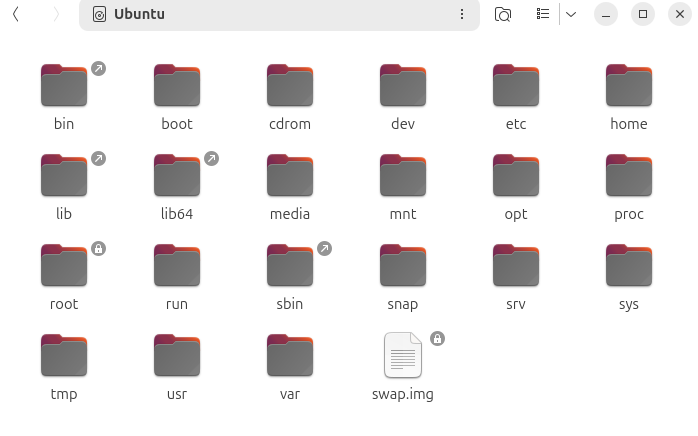 Ubuntu
bin boot cdrom dev etc home
lib lib64 media mnt opt proc
root run sbin snap srv sys
tmp usr var swap.img